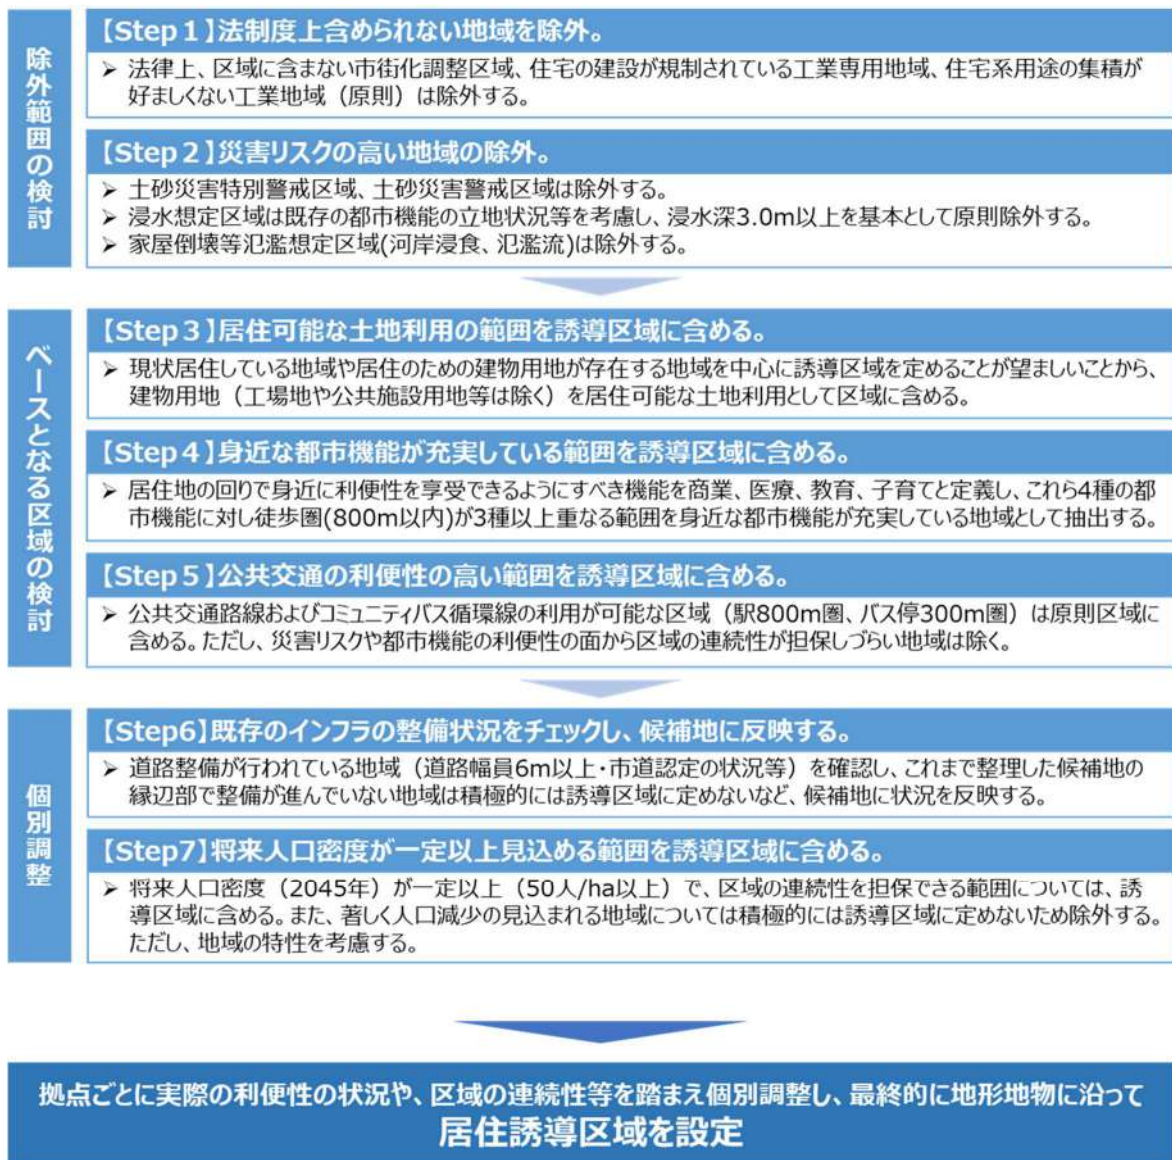 除外範囲の検討
【Step１】法制度上含められない地域を除外。
➢ 法律上、区域に含まない市街化調整区域、住宅の建設が規制されている工業専用地域、住宅系用途の集積が
好ましくない工業地域（原則）は除外する。
【Step２】災害リスクの高い地域の除外。
➢ 土砂災害特別警戒区域、土砂災害警戒区域は除外する。
➢ 浸水想定区域は既存の都市機能の立地状況等を考慮し、浸水深3.0m以上を基本として原則除外する。
➢ 家屋倒壊等氾濫想定区域(河岸浸食、氾濫流)は除外する。
ベースとなる区域の検討
【Step３】居住可能な土地利用の範囲を誘導区域に含める。
➢ 現状居住している地域や居住のための建物用地が存在する地域を中心に誘導区域を定めることが望ましいことから、
建物用地（工場地や公共施設用地等は除く）を居住可能な土地利用として区域に含める。
【Step４】身近な都市機能が充実している範囲を誘導区域に含める。
➢ 居住地の回りで身近に利便性を享受できるようにすべき機能を商業、医療、教育、子育てと定義し、これら4種の都
市機能に対し徒歩圏(800m以内)が3種以上重なる範囲を身近な都市機能が充実している地域として抽出する。
【Step５】公共交通の利便性の高い範囲を誘導区域に含める。
➢ 公共交通路線およびコミュニティバス循環線の利用が可能な区域（駅800m圏、バス停300m圏）は原則区域に
含める。ただし、災害リスクや都市機能の利便性の面から区域の連続性が担保しづらい地域は除く。
個別調整
【Step6】既存のインフラの整備状況をチェックし、候補地に反映する。
➢ 道路整備が行われている地域（道路幅員6m以上・市道認定の状況等）を確認し、これまで整理した候補地の
縁辺部で整備が進んでいない地域は積極的には誘導区域に定めないなど、候補地に状況を反映する。
【Step7】将来人口密度が一定以上見込める範囲を誘導区域に含める。
➢ 将来人口密度（2045年）が一定以上（50人/ha以上）で、区域の連続性を担保できる範囲については、誘
導区域に含める。また、著しく人口減少の見込まれる地域については積極的には誘導区域に定めないため除外する。
ただし、地域の特性を考慮する。
拠点ごとに実際の利便性の状況や、区域の連続性等を踏まえ個別調整し、最終的に地形地物に沿って
居住誘導区域を設定